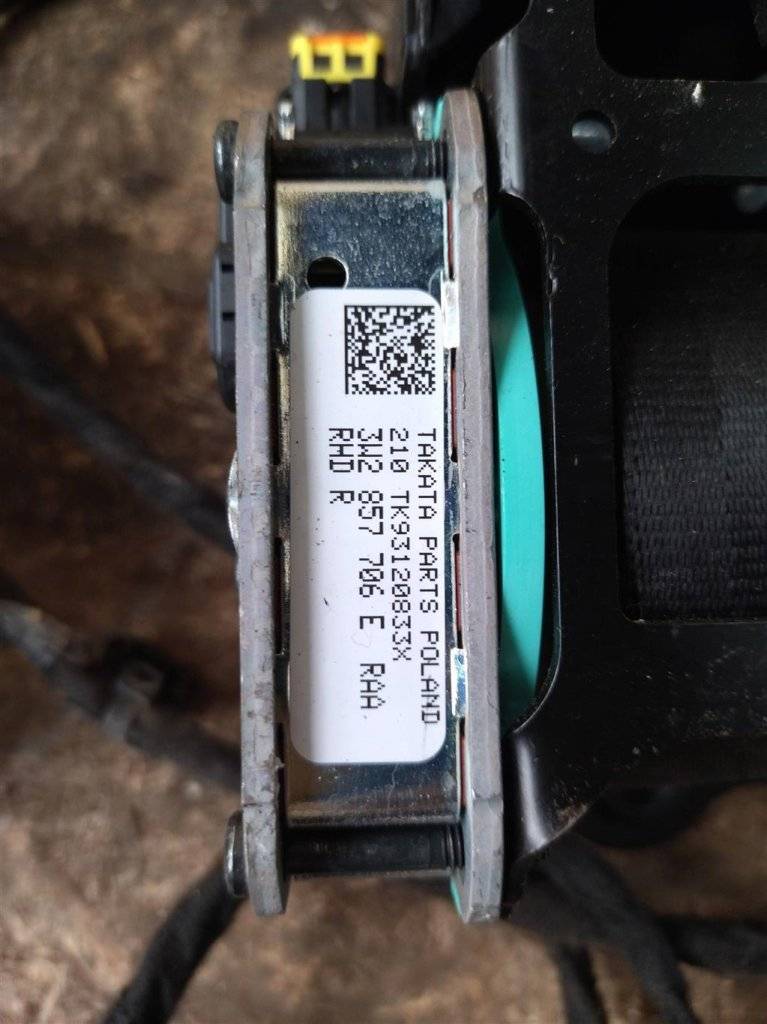 TAKATA PARTS POLAND
210 TK93120833X
3W2 857 706 E RAA
RHD R